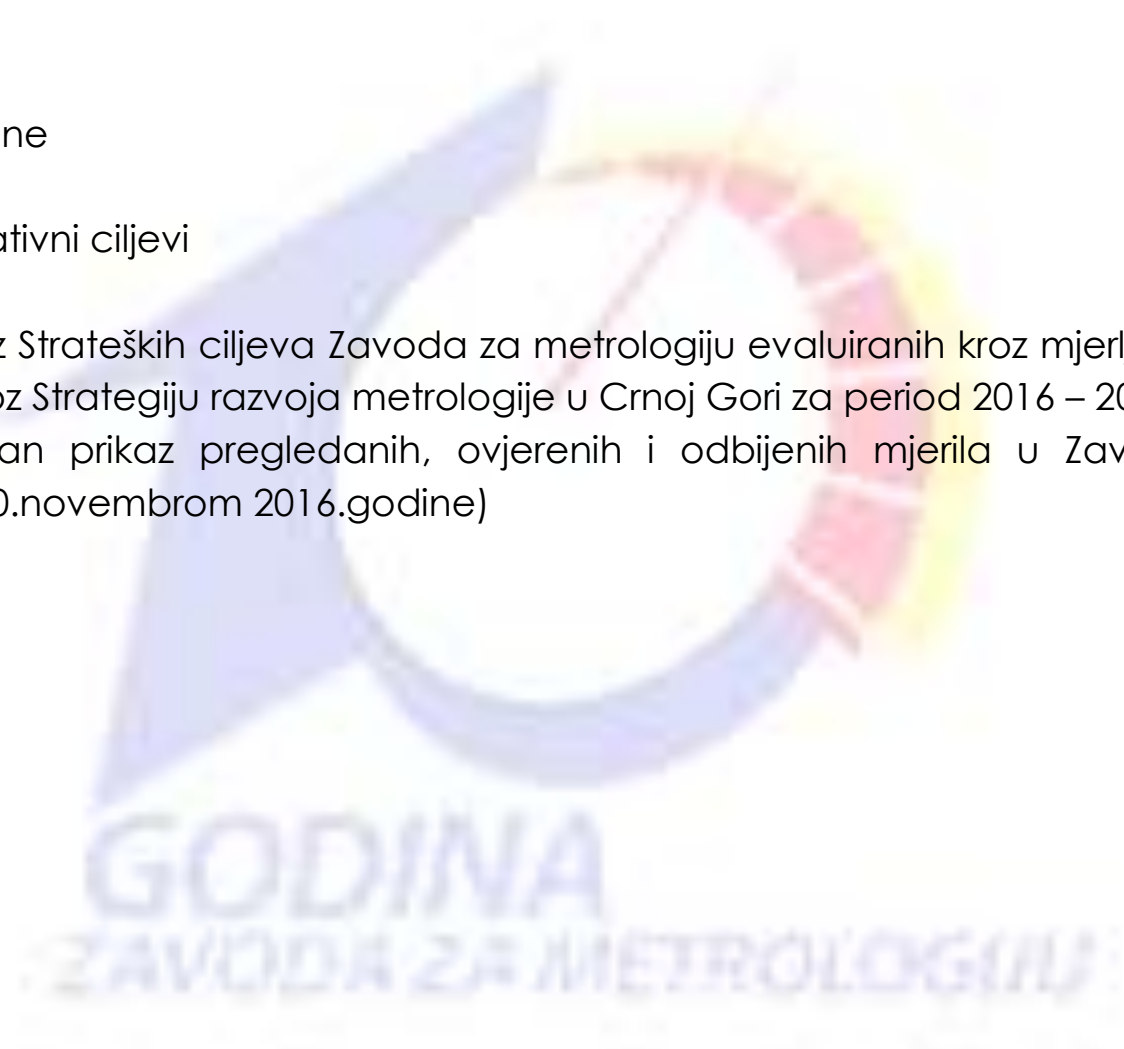 ne
ativni ciljevi
z Strateških ciljeva Zavoda za metrologiju evaluiranih kroz mjerl
oz Strategiju razvoja metrologije u Crnoj Gori za period 2016 – 20
an prikaz pregledanih, ovjerenih i odbijenih mjerila u Zav
0.novembrom 2016.godine)
10
GODINA
ZAVODA ZA METROLOGIJU